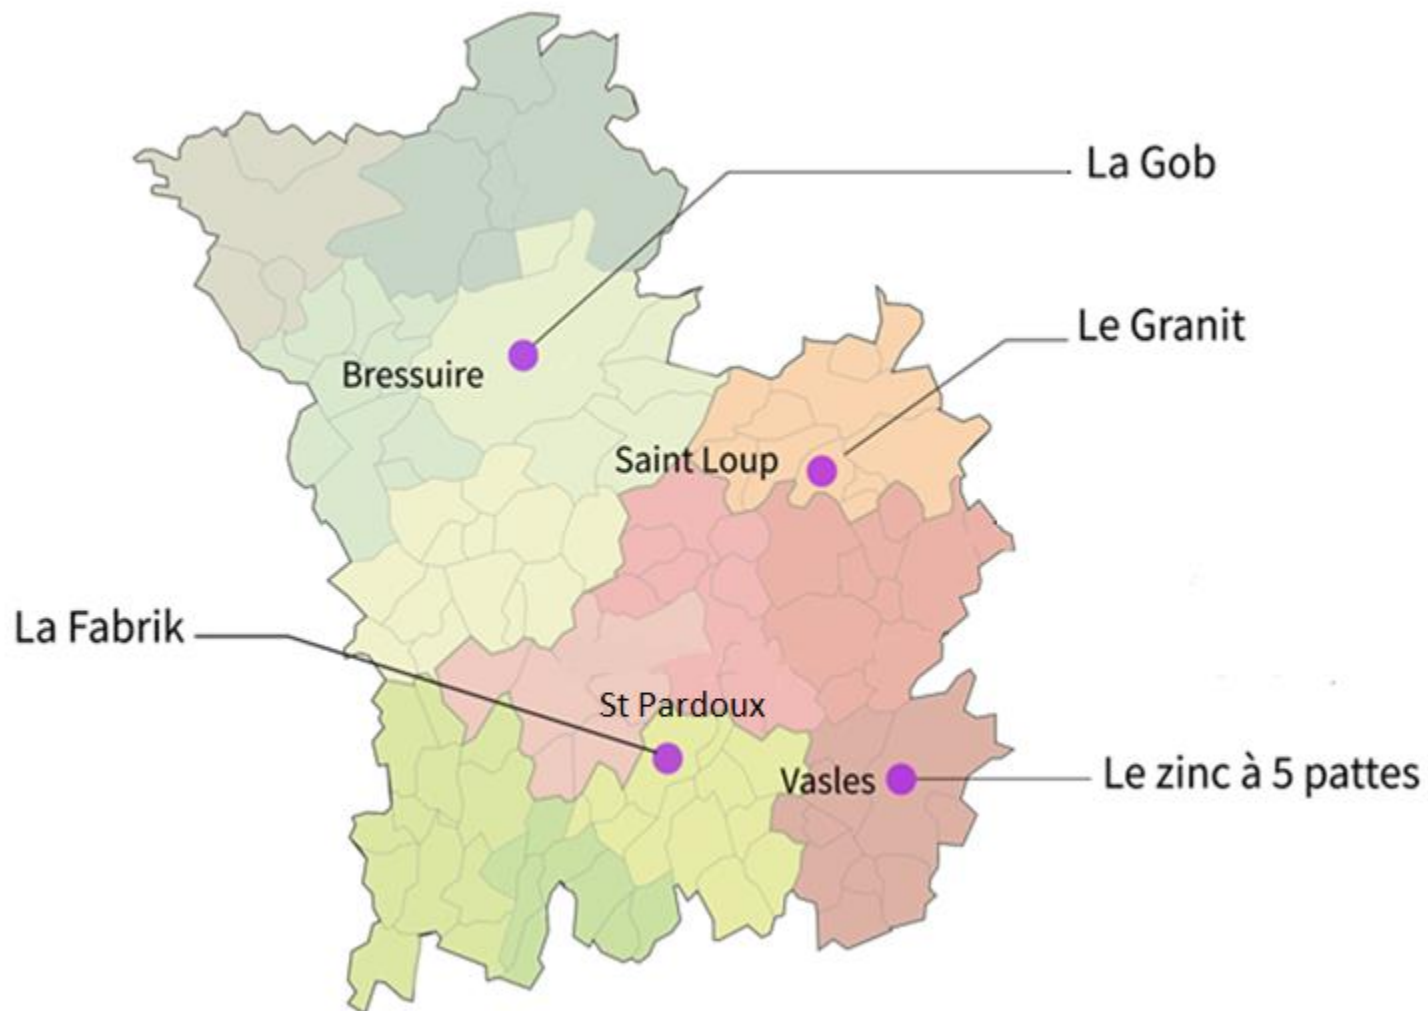 La Gob
Le Granit
Bressuire
Saint Loup
La Fabrik
St Pardoux
Vasles
Le zinc à 5 pattes